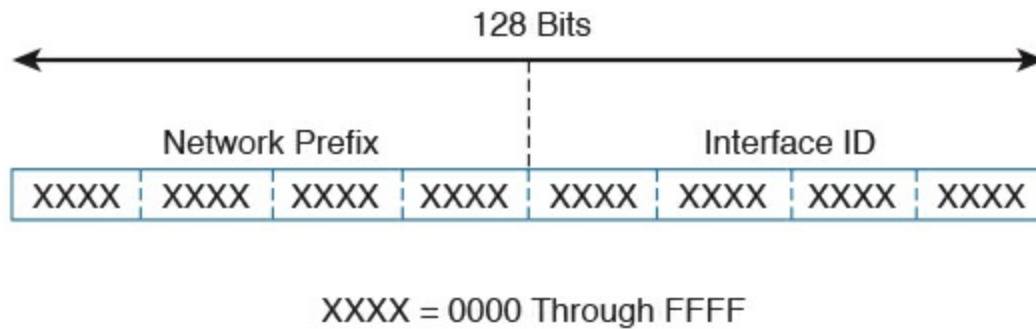 128 Bits
Network Prefix Interface ID
XXXX XXXX XXXX XXXX XXXX XXXX XXXX XXXX
XXXX = 0000 Through FFFF